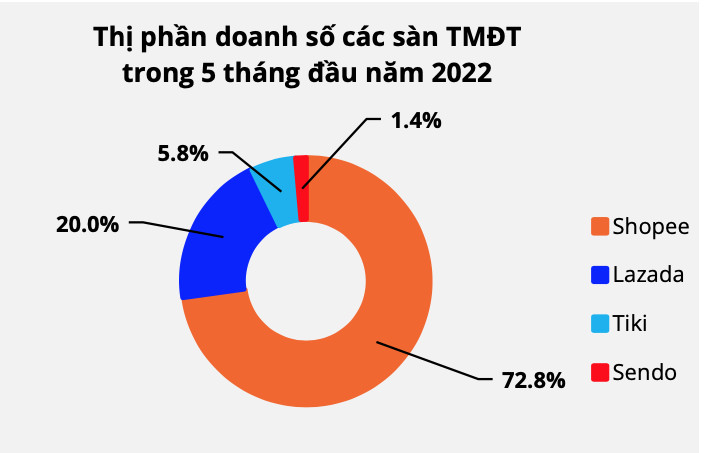 Thị phần doanh số các sàn TMĐT
trong 5 tháng đầu năm 2022
1.4%
5.8%
20.0%
Shopee
Lazada
Tiki
Sendo
72.8%